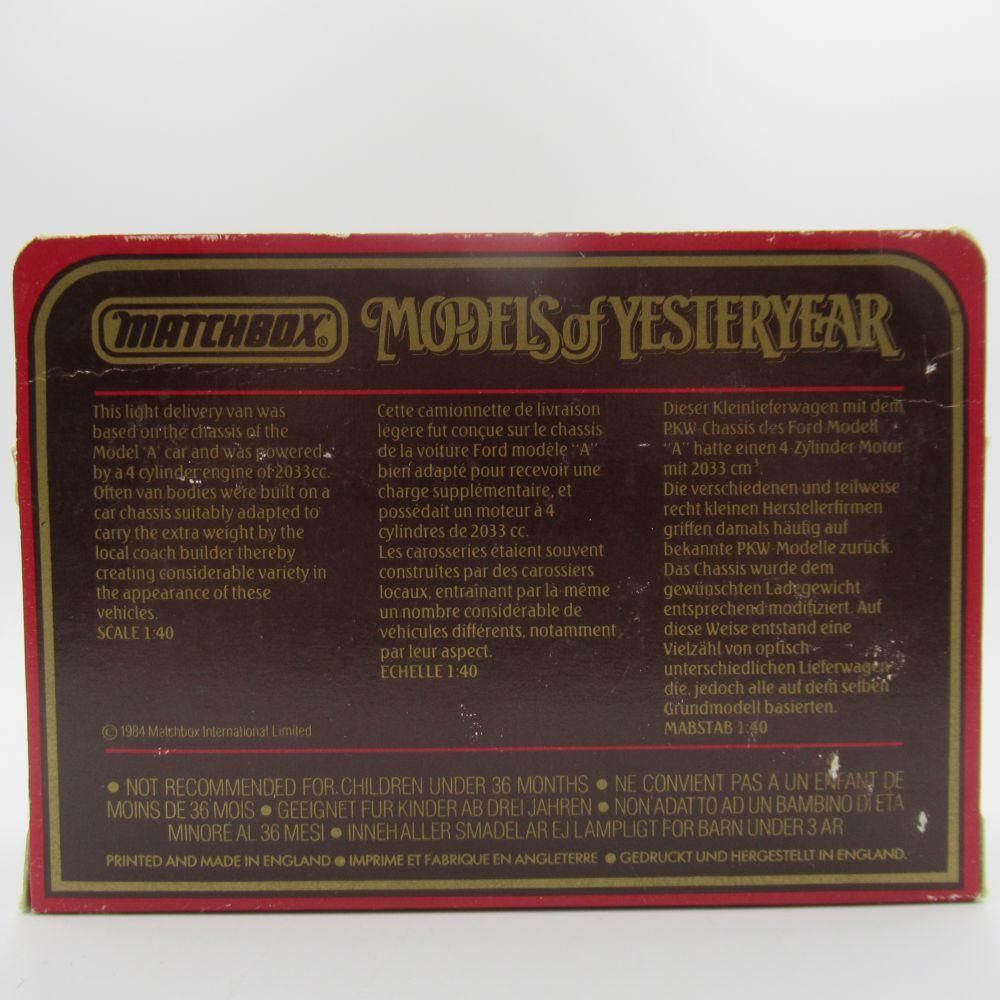 MATCHBOX®
MODELS of YESTERYEAR
This light delivery van was
based on the chassis of the
Model 'A' car and was powered
by a 4 cylinder engine of 2033cc.
Often van bodies were built on a
car chassis suitably adapted to
carry the extra weight by the
local coach builder thereby
creating considerable variety in
the appearance of these
vehicles.
SCALE 1:40
© 1984 Matchbox International Limited
Cette camionnette de livraison
légère fut conçue sur le chassis
de la voiture Ford modèle "A"
bien adapté pour recevoir une
charge supplémentaire, et
possédait un moteur à 4
cylindres de 2033 cc.
Les carosseries étaient souvent
construites par des carossiers
locaux, entraînant par là-même
un nombre considérable de
véhicules différents, notamment
par leur aspect.
ECHELLE 1:40
Dieser Kleinlieferwagen mit dem
PKW-Chassis des Ford Modell
"A" hatte einen 4-Zylinder Motor
mit 2033 cm³.
Die verschiedenen und teilweise
recht kleinen Herstellerfirmen
griffen damals häufig auf
bekannte PKW-Modelle zurück.
Das Chassis wurde dem
gewünschten Ladegewicht
entsprechend modifiziert. Auf
diese Weise entstand eine
Vielzahl von optisch
unterschiedlichen Lieferwagen
die, jedoch alle auf dem selben
Grundmodell basierten.
MABSTAB 1:40
• NOT RECOMMENDED FOR CHILDREN UNDER 36 MONTHS • NE CONVIENT PAS A UN ENFANT DE
MOINS DE 36 MOIS • GEEIGNET FUR KINDER AB DREI JAHREN • NON ADATTO AD UN BAMBINO DI ETA
MINORE AL 36 MESI • INNEHALLER SMADELAR EJ LAMPLIGT FOR BARN UNDER 3 AR
PRINTED AND MADE IN ENGLAND • IMPRIME ET FABRIQUE EN ANGLETERRE • GEDRUCKT UND HERGESTELLT IN ENGLAND.